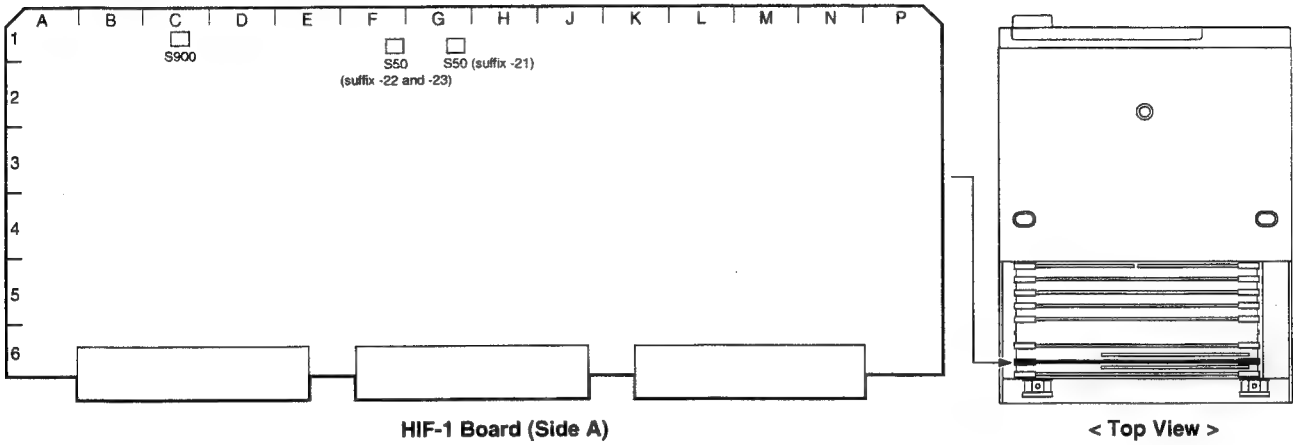 A B C D E F G H J K L M N P
1
S900
S50
S50 (suffix -21)
(suffix -22 and -23)
2
3
4
5
6
HIF-1 Board (Side A)
< Top View >